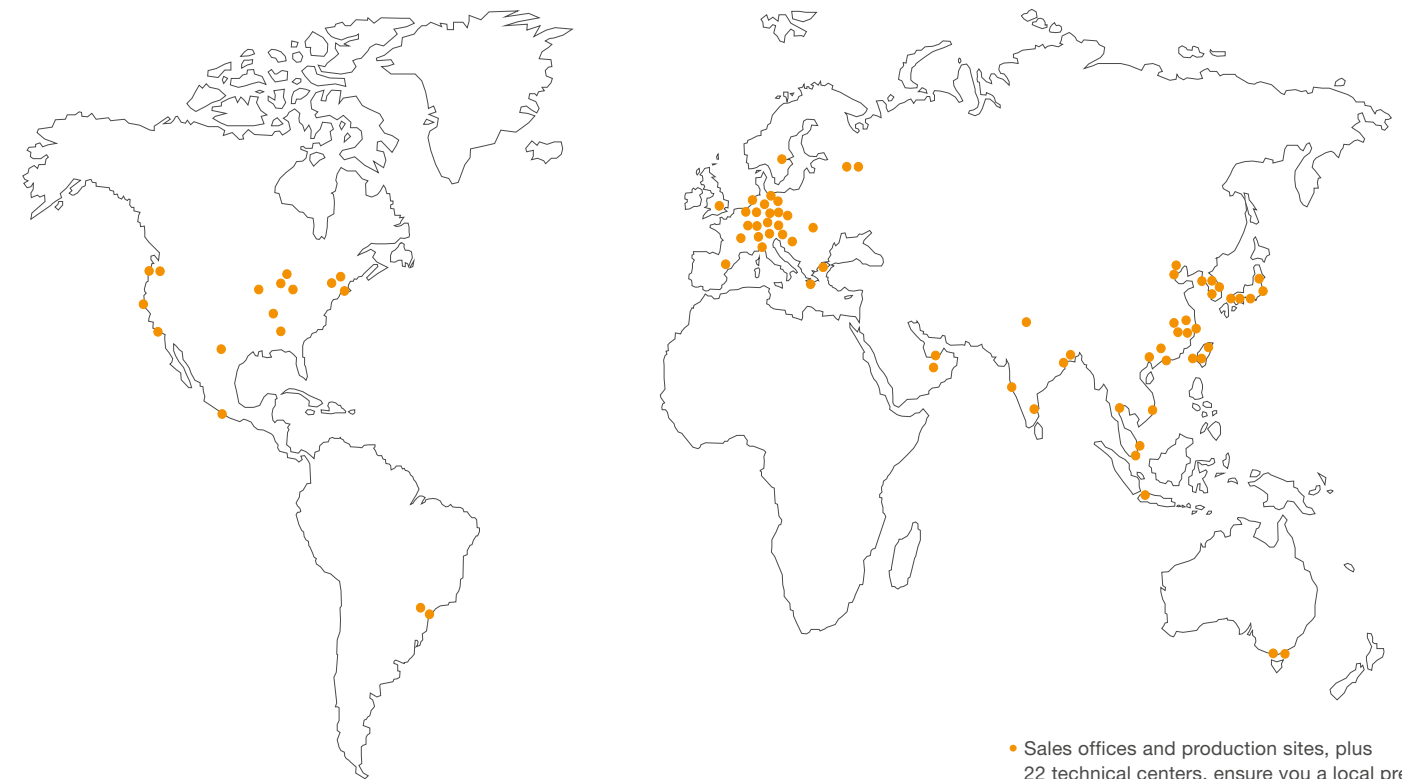 Sales offices and production sites, plus
22 technical centers, ensure you a local